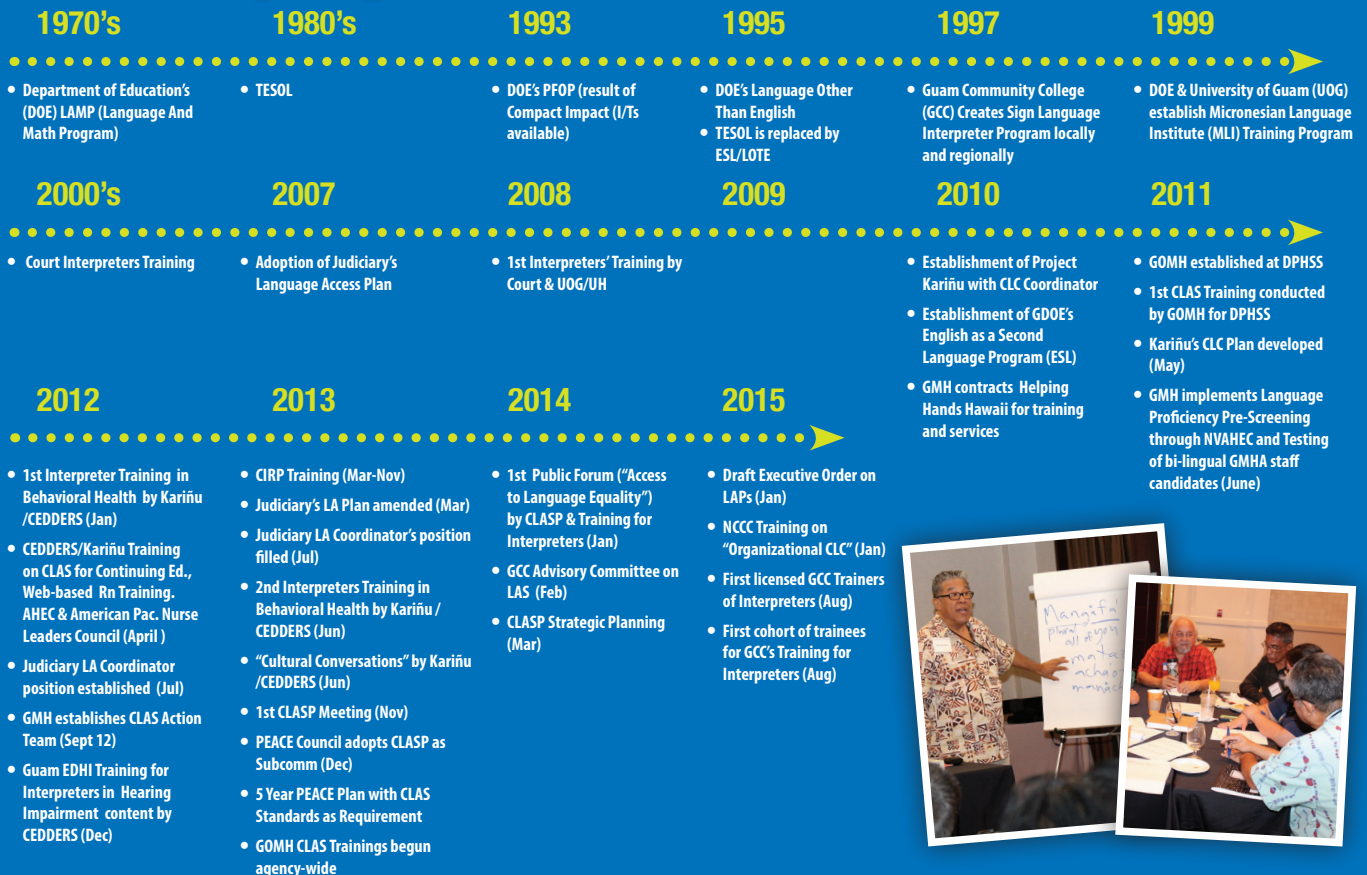 1970's
1980's
1993
1995
1997
1999
• Department of Education's
(DOE) LAMP (Language And
Math Program)
• TESOL
• DOE's PFOP (result of
Compact Impact (I/Ts
available)
• DOE's Language Other
Than English
• TESOL is replaced by
ESL/LOTE
• Guam Community College
(GCC) Creates Sign Language
Interpreter Program locally
and regionally
• DOE & University of Guam (UOG)
establish Micronesian Language
Institute (MLI) Training Program
2000's
2007
2008
2009
2010
2011
• Court Interpreters Training
• Adoption of Judiciary's
Language Access Plan
• 1st Interpreters' Training by
Court & UOG/UH
• Establishment of Project
Kariñu with CLC Coordinator
• Establishment of GDOE's
English as a Second
Language Program (ESL)
• GMH contracts Helping
Hands Hawaii for training
and services
• GOMH established at DPHSS
• 1st CLAS Training conducted
by GOMH for DPHSS
• Kariñu's CLC Plan developed
(May)
• GMH implements Language
Proficiency Pre-Screening
through NVAHEC and Testing
of bi-lingual GMHA staff
candidates (June)
2012
2013
2014
2015
• 1st Interpreter Training in
Behavioral Health by Kariñu
/CEDDERS (Jan)
• CEDDERS/Kariñu Training
on CLAS for Continuing Ed.,
Web-based Rn Training.
AHEC & American Pac. Nurse
Leaders Council (April )
• Judiciary LA Coordinator
position established (Jul)
• GMH establishes CLAS Action
Team (Sept 12)
• Guam EDHI Training for
Interpreters in Hearing
Impairment content by
CEDDERS (Dec)
• CIRP Training (Mar-Nov)
• Judiciary's LA Plan amended (Mar)
• Judiciary LA Coordinator's position
filled (Jul)
• 2nd Interpreters Training in
Behavioral Health by Kariñu /
CEDDERS (Jun)
• "Cultural Conversations" by Kariñu
/CEDDERS (Jun)
• 1st CLASP Meeting (Nov)
• PEACE Council adopts CLASP as
Subcomm (Dec)
• 5 Year PEACE Plan with CLAS
Standards as Requirement
• GOMH CLAS Trainings begun
agency-wide
• 1st Public Forum ("Access
to Language Equality")
by CLASP & Training for
Interpreters (Jan)
• GCC Advisory Committee on
LAS (Feb)
• CLASP Strategic Planning
(Mar)
• Draft Executive Order on
LAPs (Jan)
• NCCC Training on
"Organizational CLC" (Jan)
• First licensed GCC Trainers
of Interpreters (Aug)
• First cohort of trainees
for GCC's Training for
Interpreters (Aug)
plural of you
all of